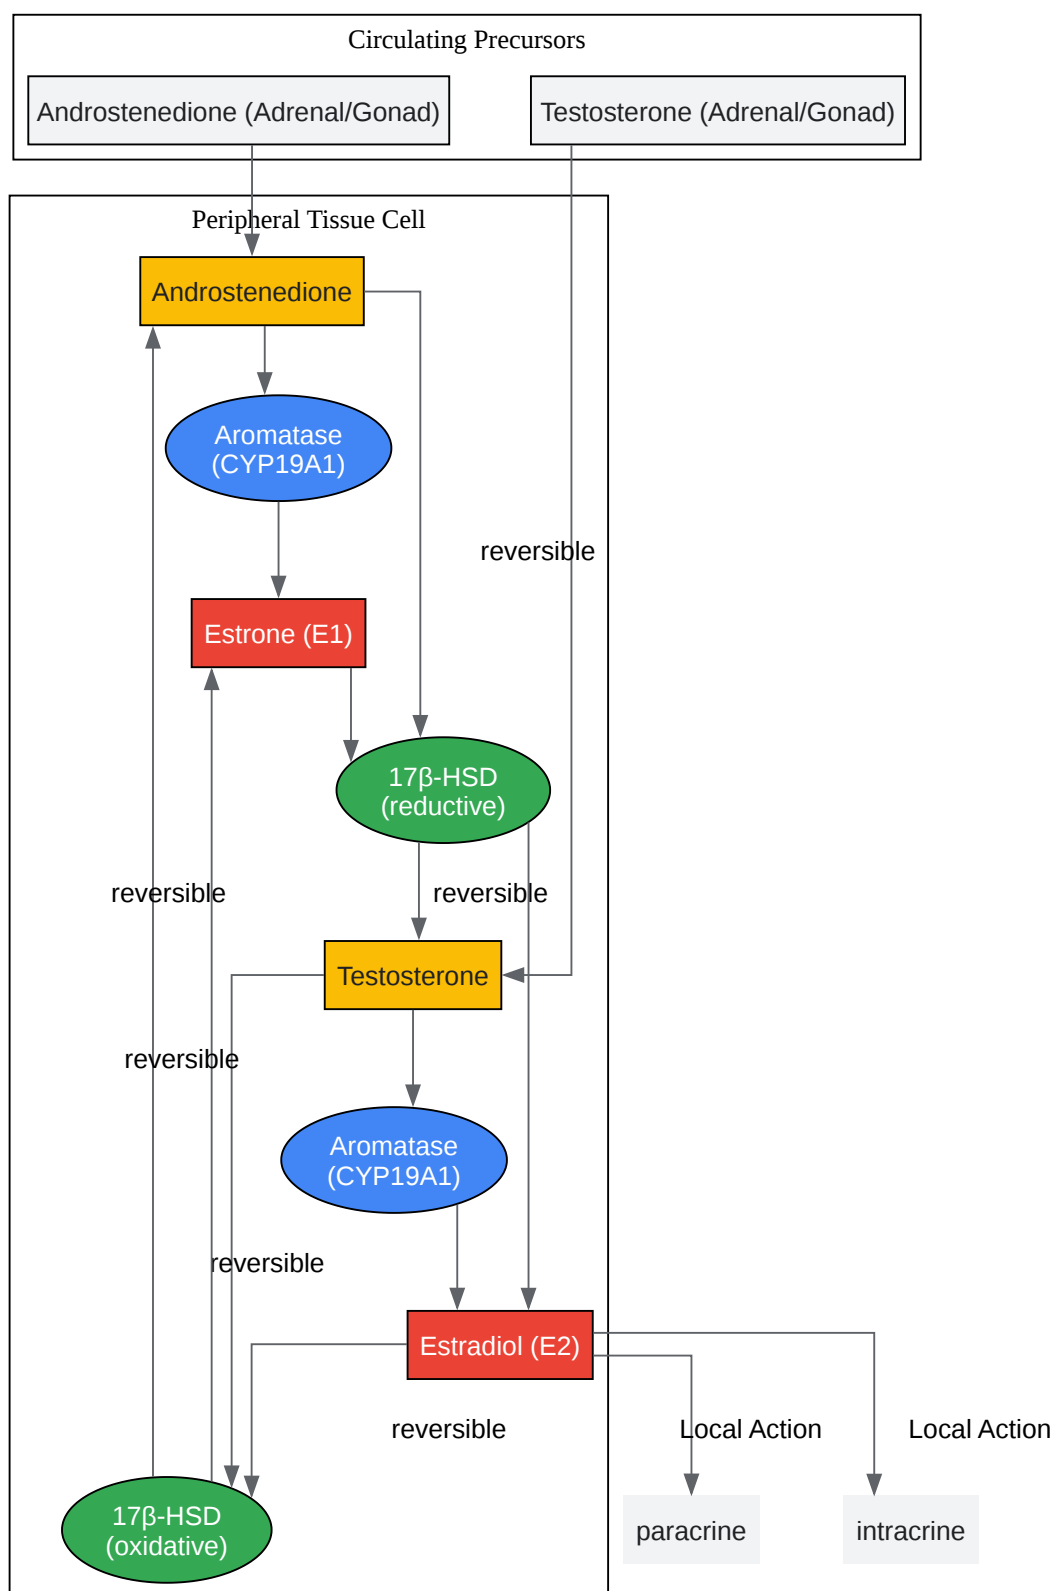 Circulating Precursors
Androstenedione (Adrenal/Gonad)
Testosterone (Adrenal/Gonad)
Peripheral Tissue Cell
Androstenedione
Aromatase
(CYP19A1)
reversible
Estrone (E1)
17β-HSD
(reductive)
reversible
reversible
Testosterone
reversible
Aromatase
(CYP19A1)
reversible
Estradiol (E2)
reversible
Local Action
Local Action
17β-HSD
(oxidative)
paracrine
intracrine